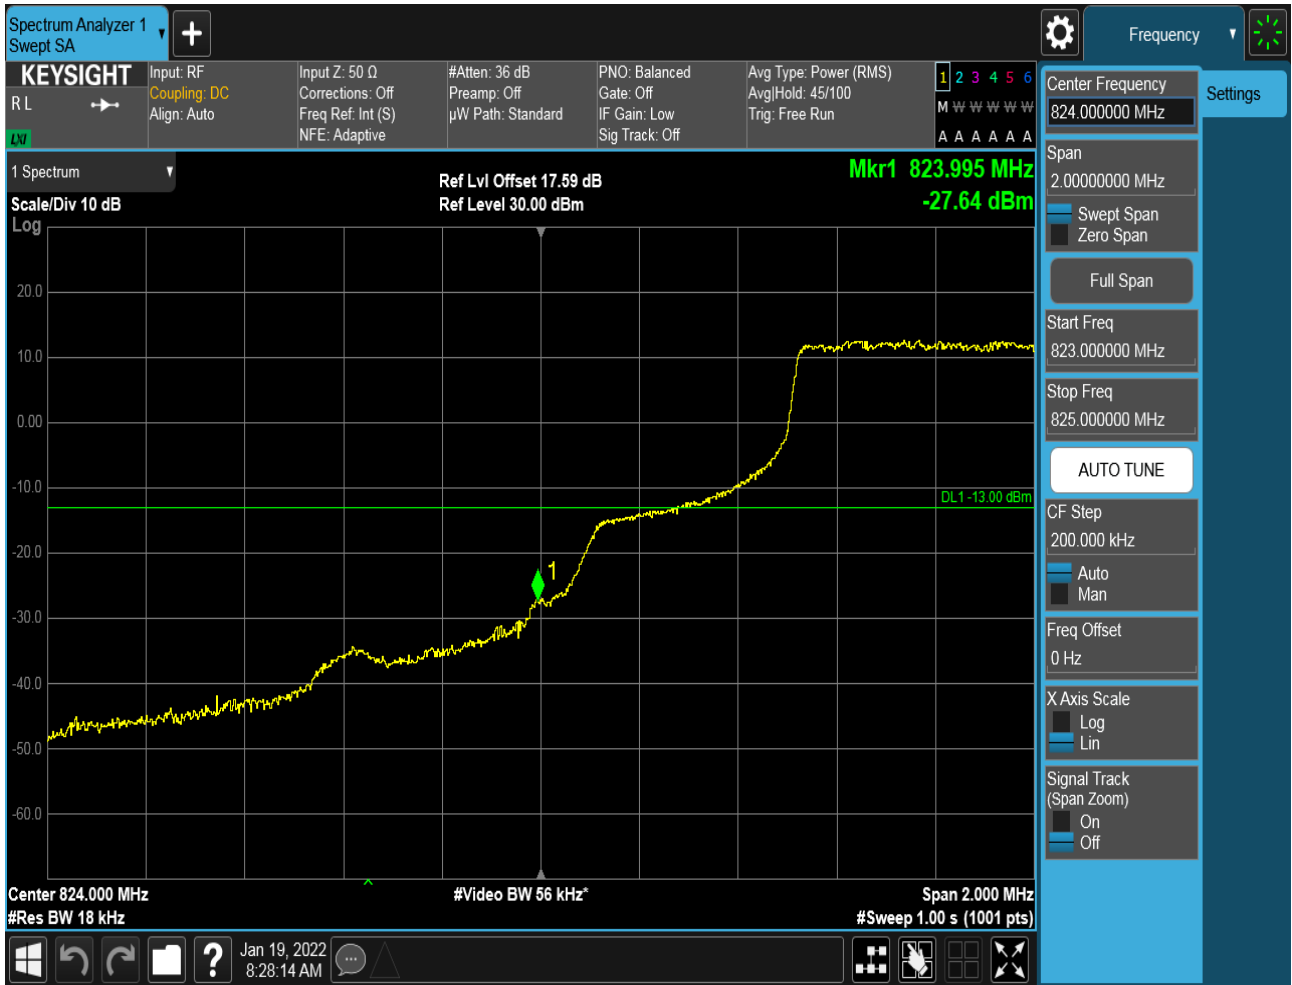 Spectrum Analyzer 1
Swept SA
Frequency
KEYSIGHT
R L
LXI
Input: RF
Coupling: DC
Align: Auto
Input Z: 50 Ω
Corrections: Off
Freq Ref: Int (S)
NFE: Adaptive
#Atten: 36 dB
Preamp: Off
µW Path: Standard
PNO: Balanced
Gate: Off
IF Gain: Low
Sig Track: Off
Avg Type: Power (RMS)
Avg|Hold: 45/100
Trig: Free Run
1 2 3 4 5 6
M W W W W W
A A A A A A
1 Spectrum
Scale/Div 10 dB
Log
Ref Lvl Offset 17.59 dB
Ref Level 30.00 dBm
Mkr1 823.995 MHz
-27.64 dBm
20.0
10.0
0.00
-10.0
-20.0
-30.0
-40.0
-50.0
-60.0
DL1 -13.00 dBm
1
Center 824.000 MHz
#Res BW 18 kHz
#Video BW 56 kHz*
Span 2.000 MHz
#Sweep 1.00 s (1001 pts)
Jan 19, 2022
8:28:14 AM
Center Frequency
824.000000 MHz
Settings
Span
2.00000000 MHz
Swept Span
Zero Span
Full Span
Start Freq
823.000000 MHz
Stop Freq
825.000000 MHz
AUTO TUNE
CF Step
200.000 kHz
Auto
Man
Freq Offset
0 Hz
X Axis Scale
Log
Lin
Signal Track
(Span Zoom)
On
Off